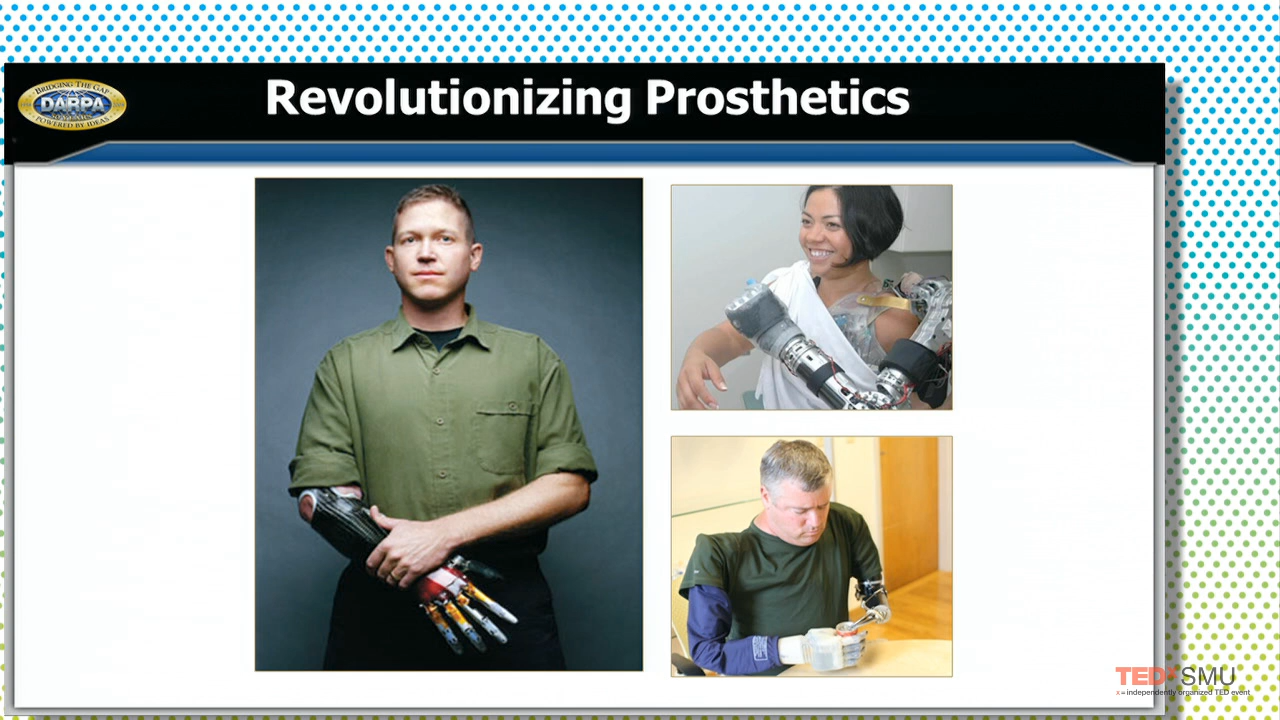 Revolutionizing Prosthetics
BRIDGING THE GAP
DARPA
POWERED BY IDEAS
TEDxSMU
x = independently organized TED event